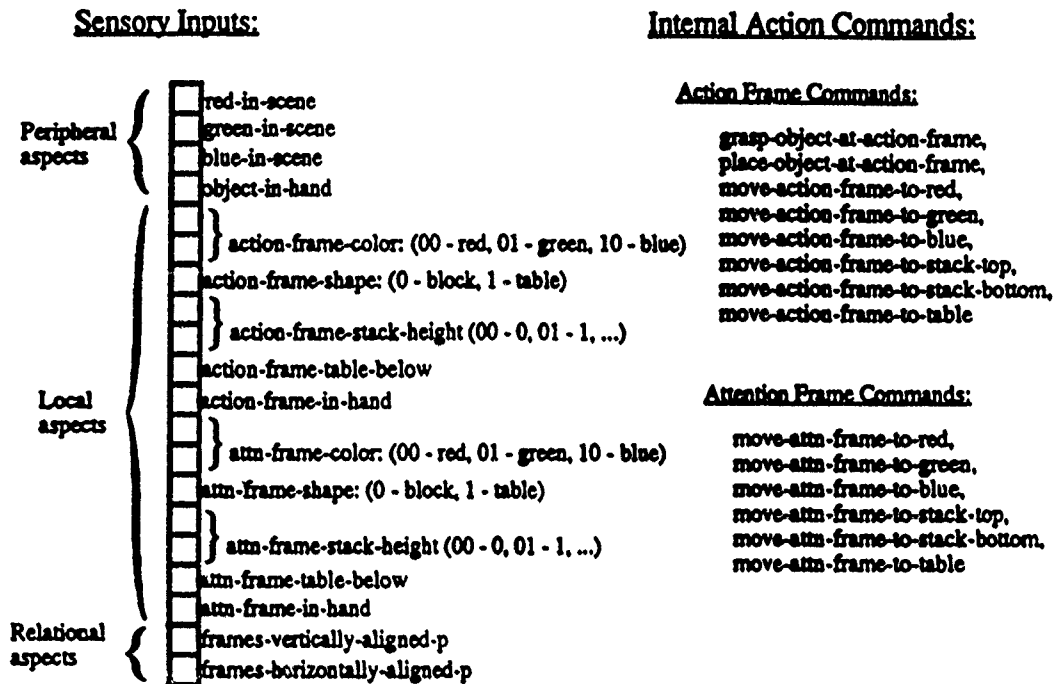 Sensory Inputs:
Peripheral
aspects
red-in-scene
green-in-scene
blue-in-scene
object-in-hand
Local
aspects
action-frame-color: (00 - red, 01 - green, 10 - blue)
action-frame-shape: (0 - block, 1 - table)
action-frame-stack-height (00 - 0, 01 - 1, ...)
action-frame-table-below
action-frame-in-hand
attn-frame-color: (00 - red, 01 - green, 10 - blue)
attn-frame-shape: (0 - block, 1 - table)
attn-frame-stack-height (00 - 0, 01 - 1, ...)
attn-frame-table-below
attn-frame-in-hand
Relational
aspects
frames-vertically-aligned-p
frames-horizontally-aligned-p
Internal Action Commands:
Action Frame Commands:
grasp-object-at-action-frame,
place-object-at-action-frame,
move-action-frame-to-red,
move-action-frame-to-green,
move-action-frame-to-blue,
move-action-frame-to-stack-top,
move-action-frame-to-stack-bottom,
move-action-frame-to-table
Attention Frame Commands:
move-attn-frame-to-red,
move-attn-frame-to-green,
move-attn-frame-to-blue,
move-attn-frame-to-stack-top,
move-attn-frame-to-stack-bottom,
move-attn-frame-to-table